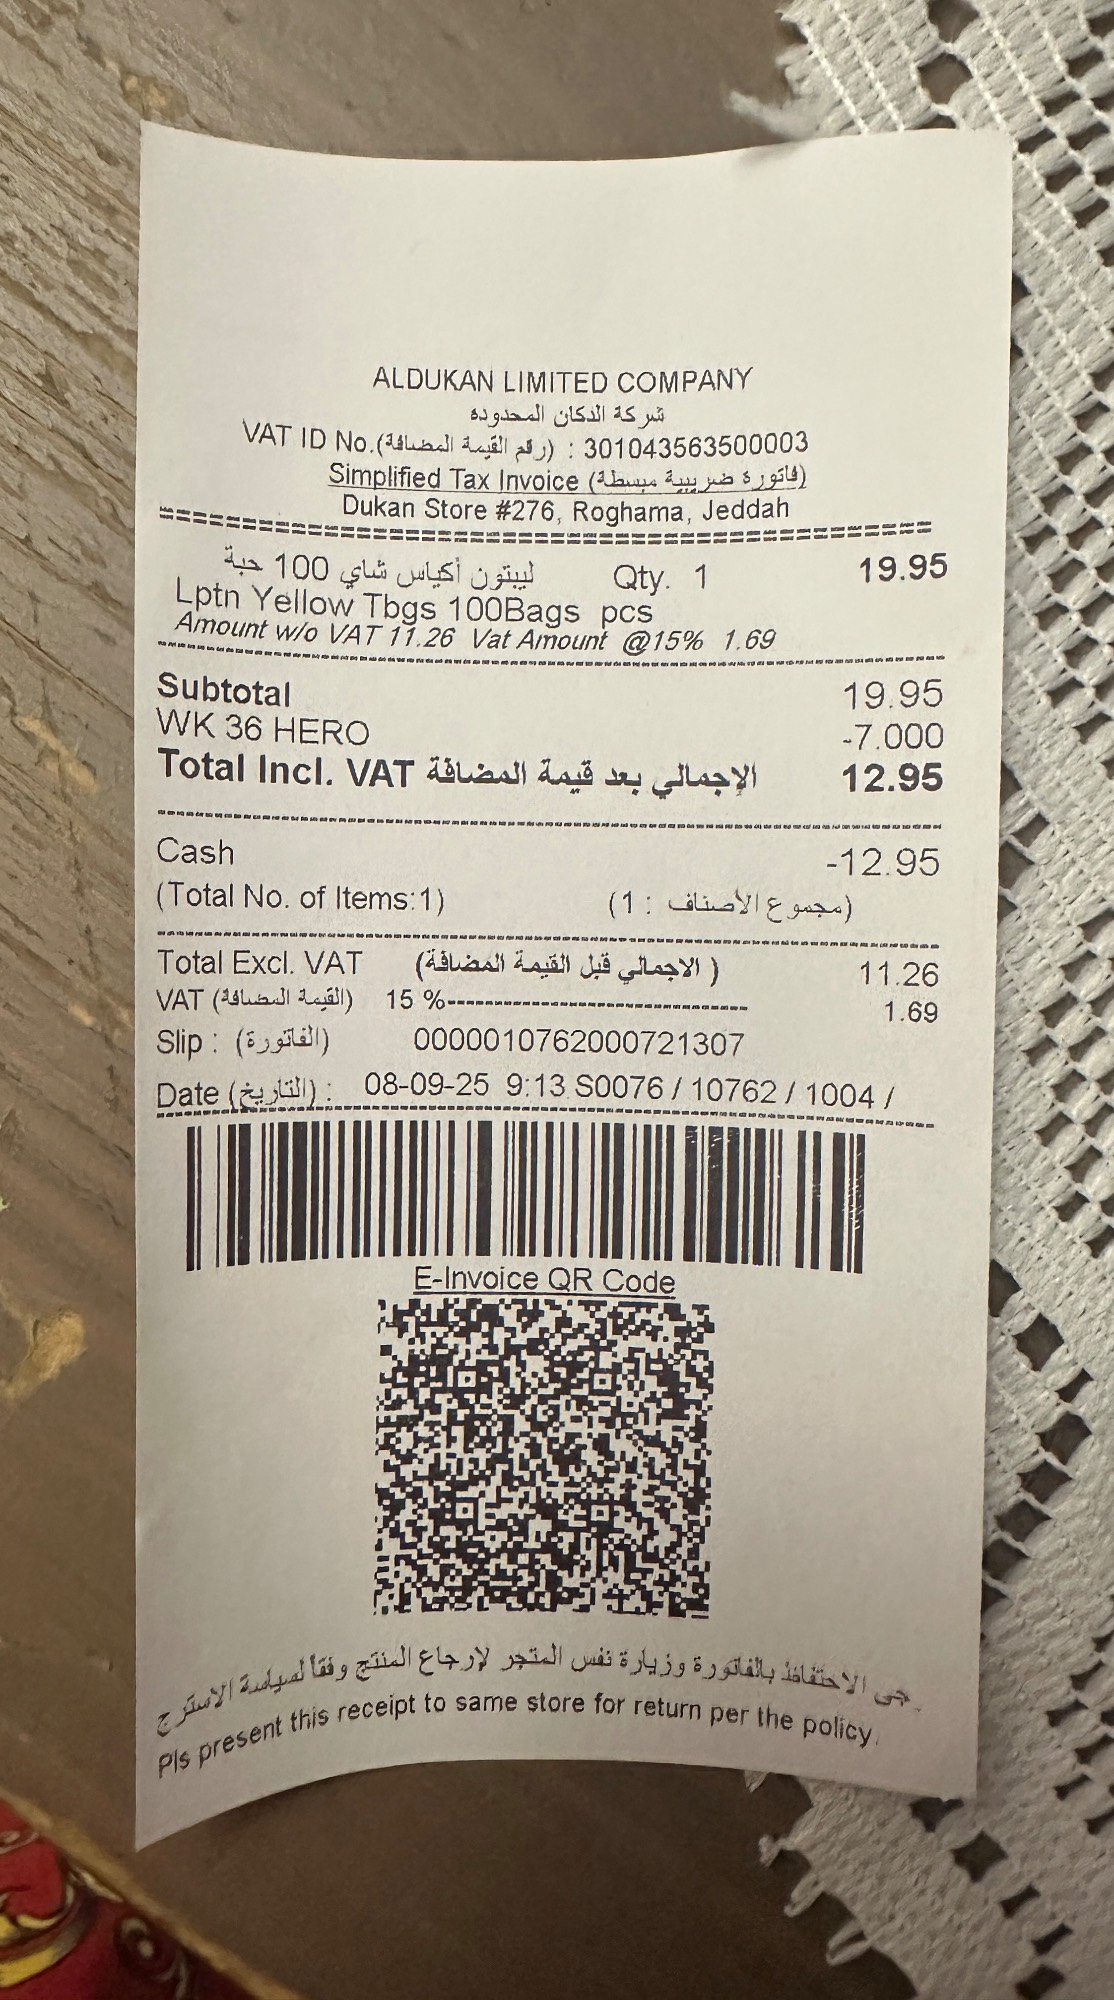 ALDUKAN LIMITED COMPANY
شركة الدكان المحدوده
VAT ID No.(رقم القيمة المضافة) : 301043563500003
Simplified Tax Invoice (فاتورة ضريبية مبسطة)
Dukan Store #276, Roghama, Jeddah
ليبتون أكياس شاي 100 حبة Qty. 1 19.95
Lptn Yellow Tbgs 100Bags pcs
Amount w/o VAT 11.26 Vat Amount @15% 1.69
Subtotal 19.95
WK 36 HERO -7.000
Total Incl. VAT الإجمالي بعد قيمة المضافة 12.95
Cash -12.95
(Total No. of Items:1) (مجموع الأصناف : 1)
Total Excl. VAT (الاجمالي قبل القيمة المضافة ) 11.26
VAT (القيمة المضافة) 15 %------------------------------- 1.69
Slip : (الفاتورة) 0000010762000721307
Date (التاريخ) : 08-09-25 9:13 S0076 / 10762 / 1004 /
E-Invoice QR Code
جى الاحتفاظ بالفاتورة وزيارة نفس المتجر لإرجاع المنتج وفقا لسياسة الاسترج
Pls present this receipt to same store for return per the policy.